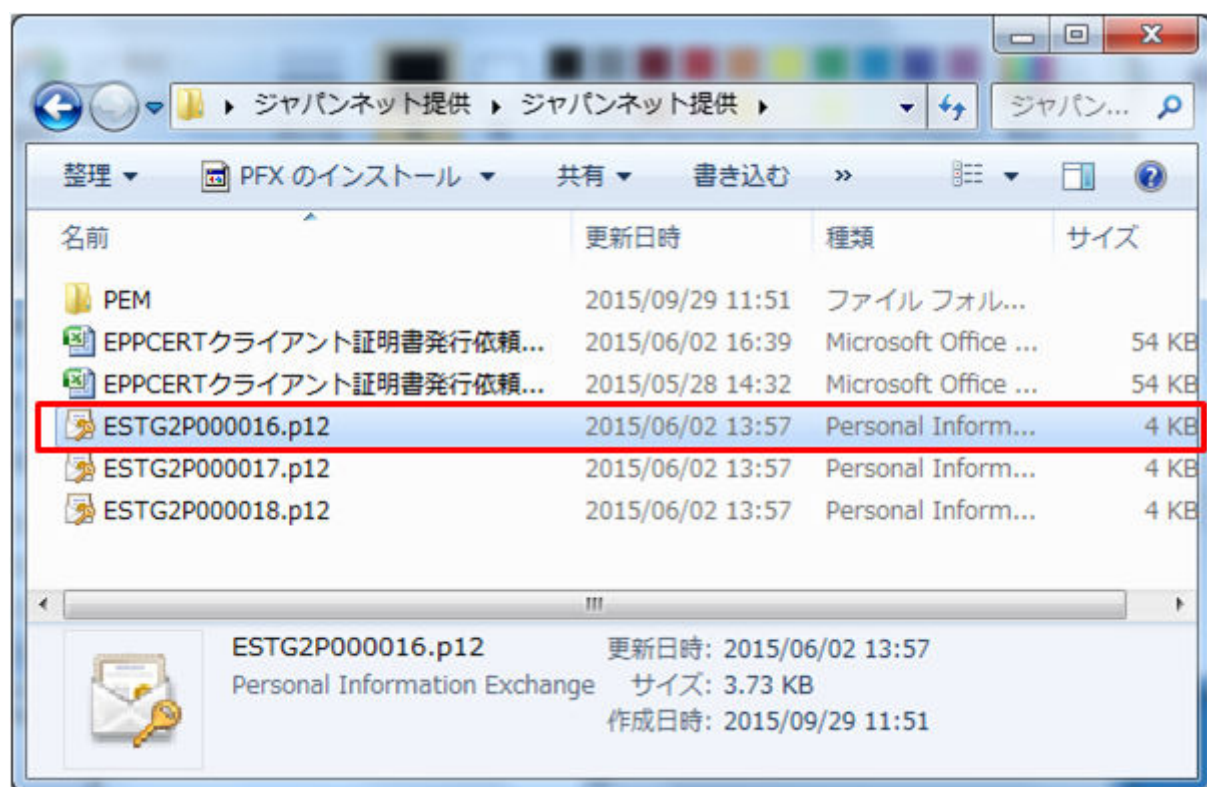 ジャパンネット提供 ジャパンネット提供 ジャパン...
整理 PFX のインストール 共有 書き込む »
名前 更新日時 種類 サイズ
PEM 2015/09/29 11:51 ファイル フォル...
EPPCERTクライアント証明書発行依頼... 2015/06/02 16:39 Microsoft Office ... 54 KB
EPPCERTクライアント証明書発行依頼... 2015/05/28 14:32 Microsoft Office ... 54 KB
ESTG2P000016.p12 2015/06/02 13:57 Personal Inform... 4 KB
ESTG2P000017.p12 2015/06/02 13:57 Personal Inform... 4 KB
ESTG2P000018.p12 2015/06/02 13:57 Personal Inform... 4 KB
ESTG2P000016.p12 更新日時: 2015/06/02 13:57
Personal Information Exchange サイズ: 3.73 KB
作成日時: 2015/09/29 11:51